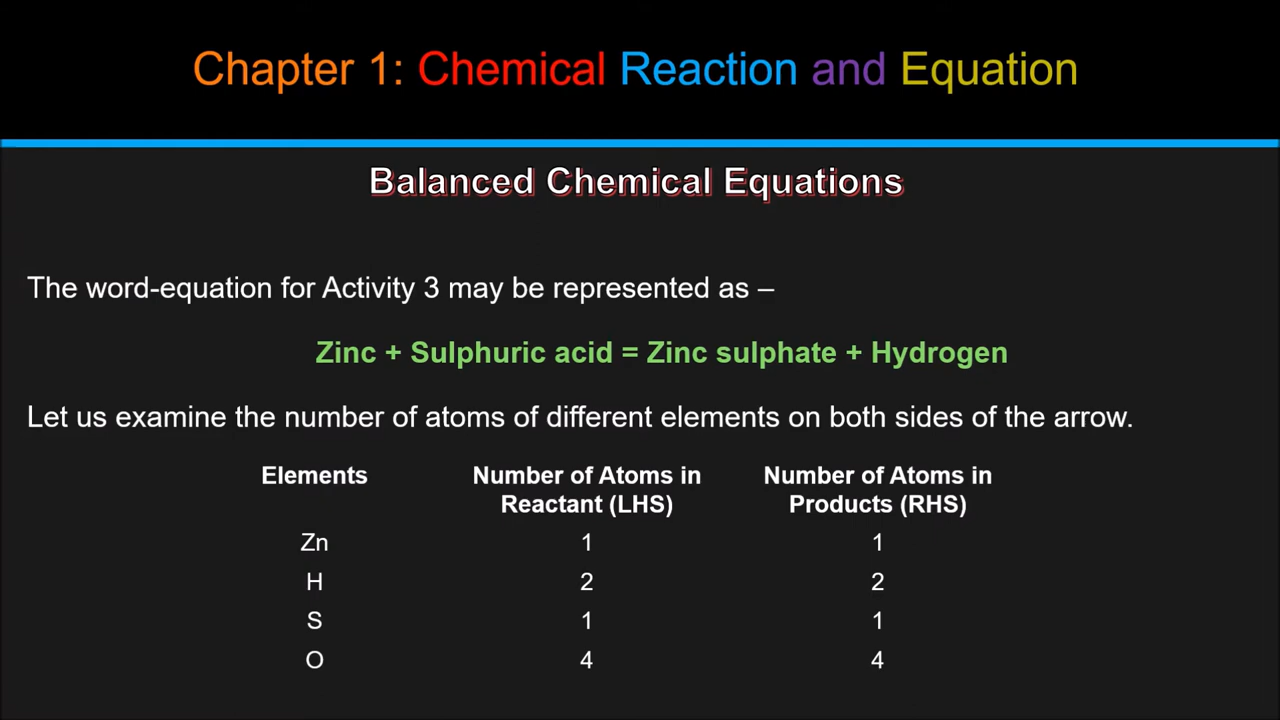 Chapter 1: Chemical Reaction and Equation
Balanced Chemical Equations
The word-equation for Activity 3 may be represented as –
Zinc + Sulphuric acid = Zinc sulphate + Hydrogen
Let us examine the number of atoms of different elements on both sides of the arrow.
Elements Number of Atoms in Reactant (LHS) Number of Atoms in Products (RHS)
Zn 1 1
H 2 2
S 1 1
O 4 4